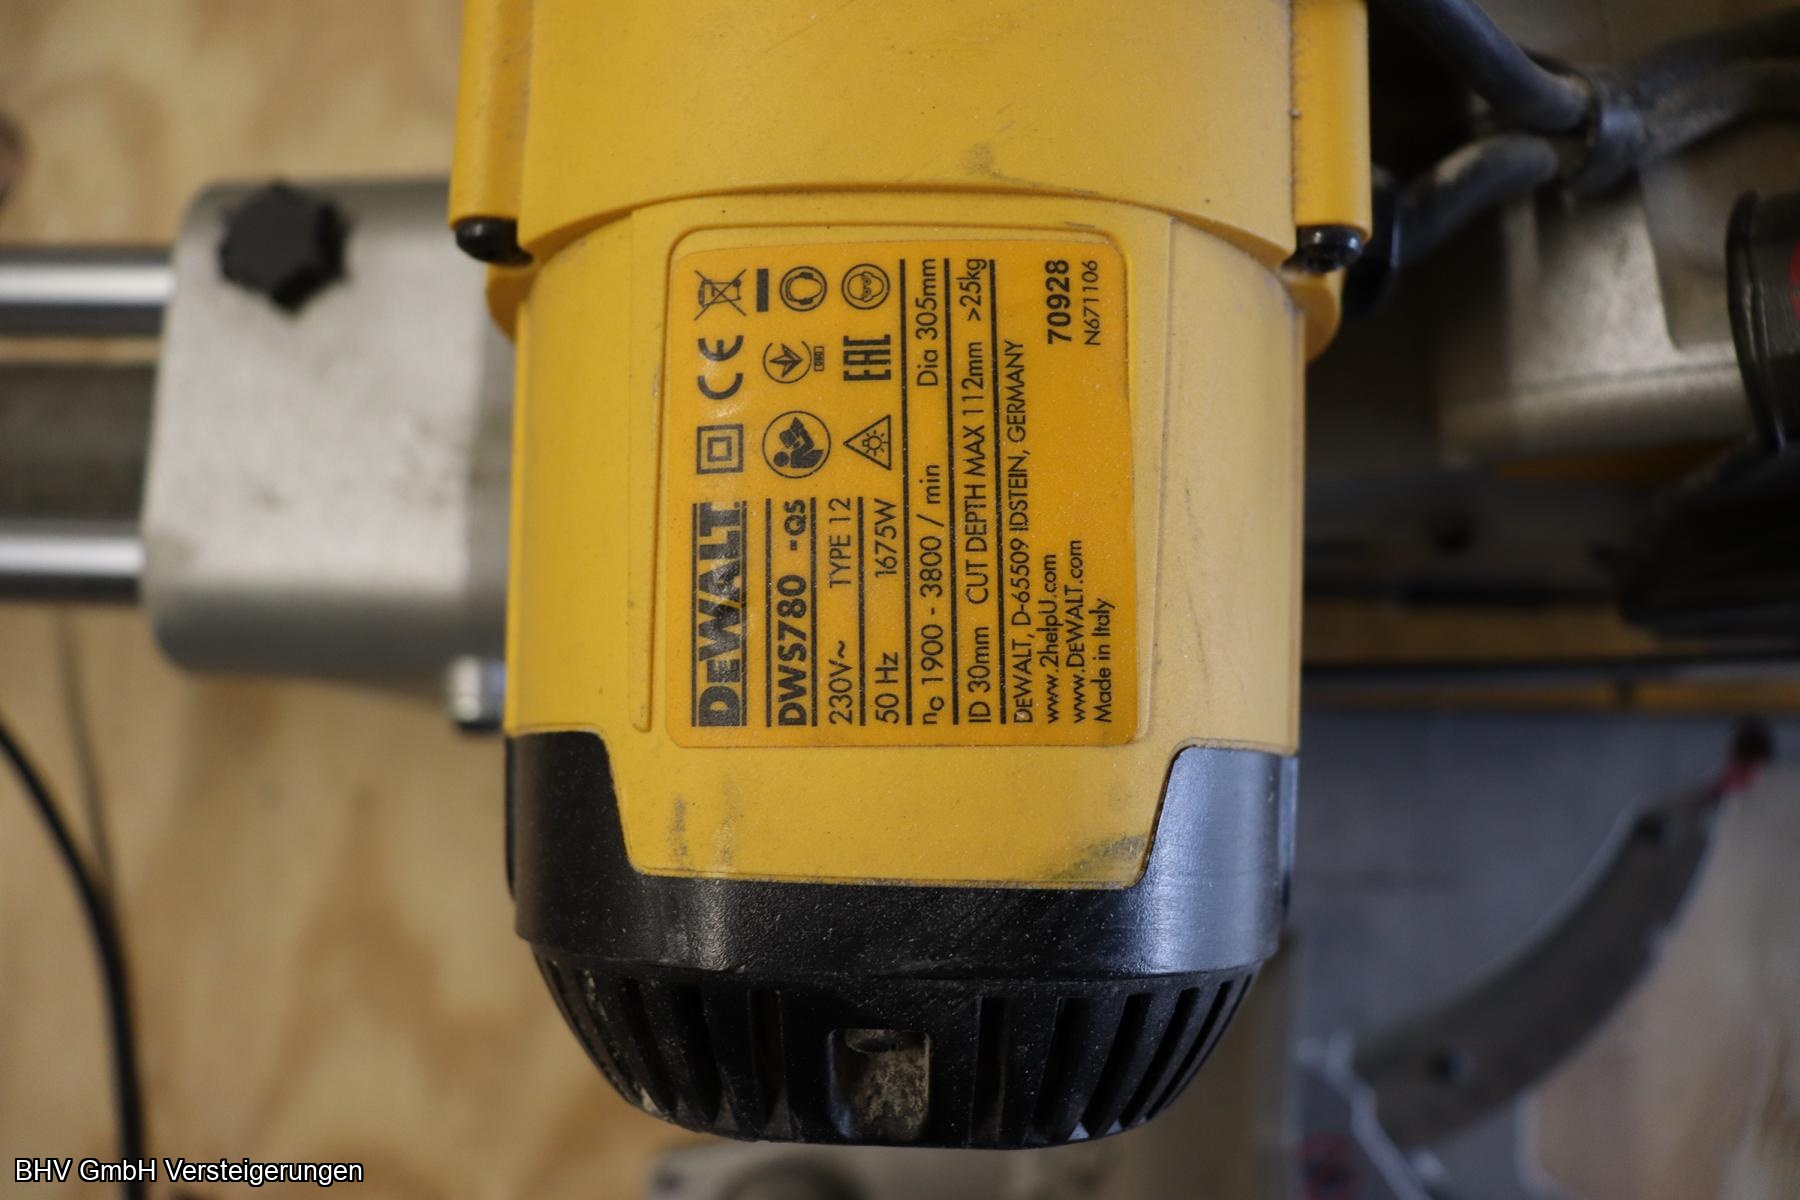 DEWALT
DWS780 -QS
230V~ TYPE 12
50 Hz 1675W
EAC
n₀ 1900 - 3800 / min Dia 305mm
ID 30mm CUT DEPTH MAX 112mm >25kg
DEWALT, D-65509 IDSTEIN, GERMANY
www.2helpU.com
www.DEWALT.com
Made in Italy
70928
N671106
CE
BHV GmbH Versteigerungen